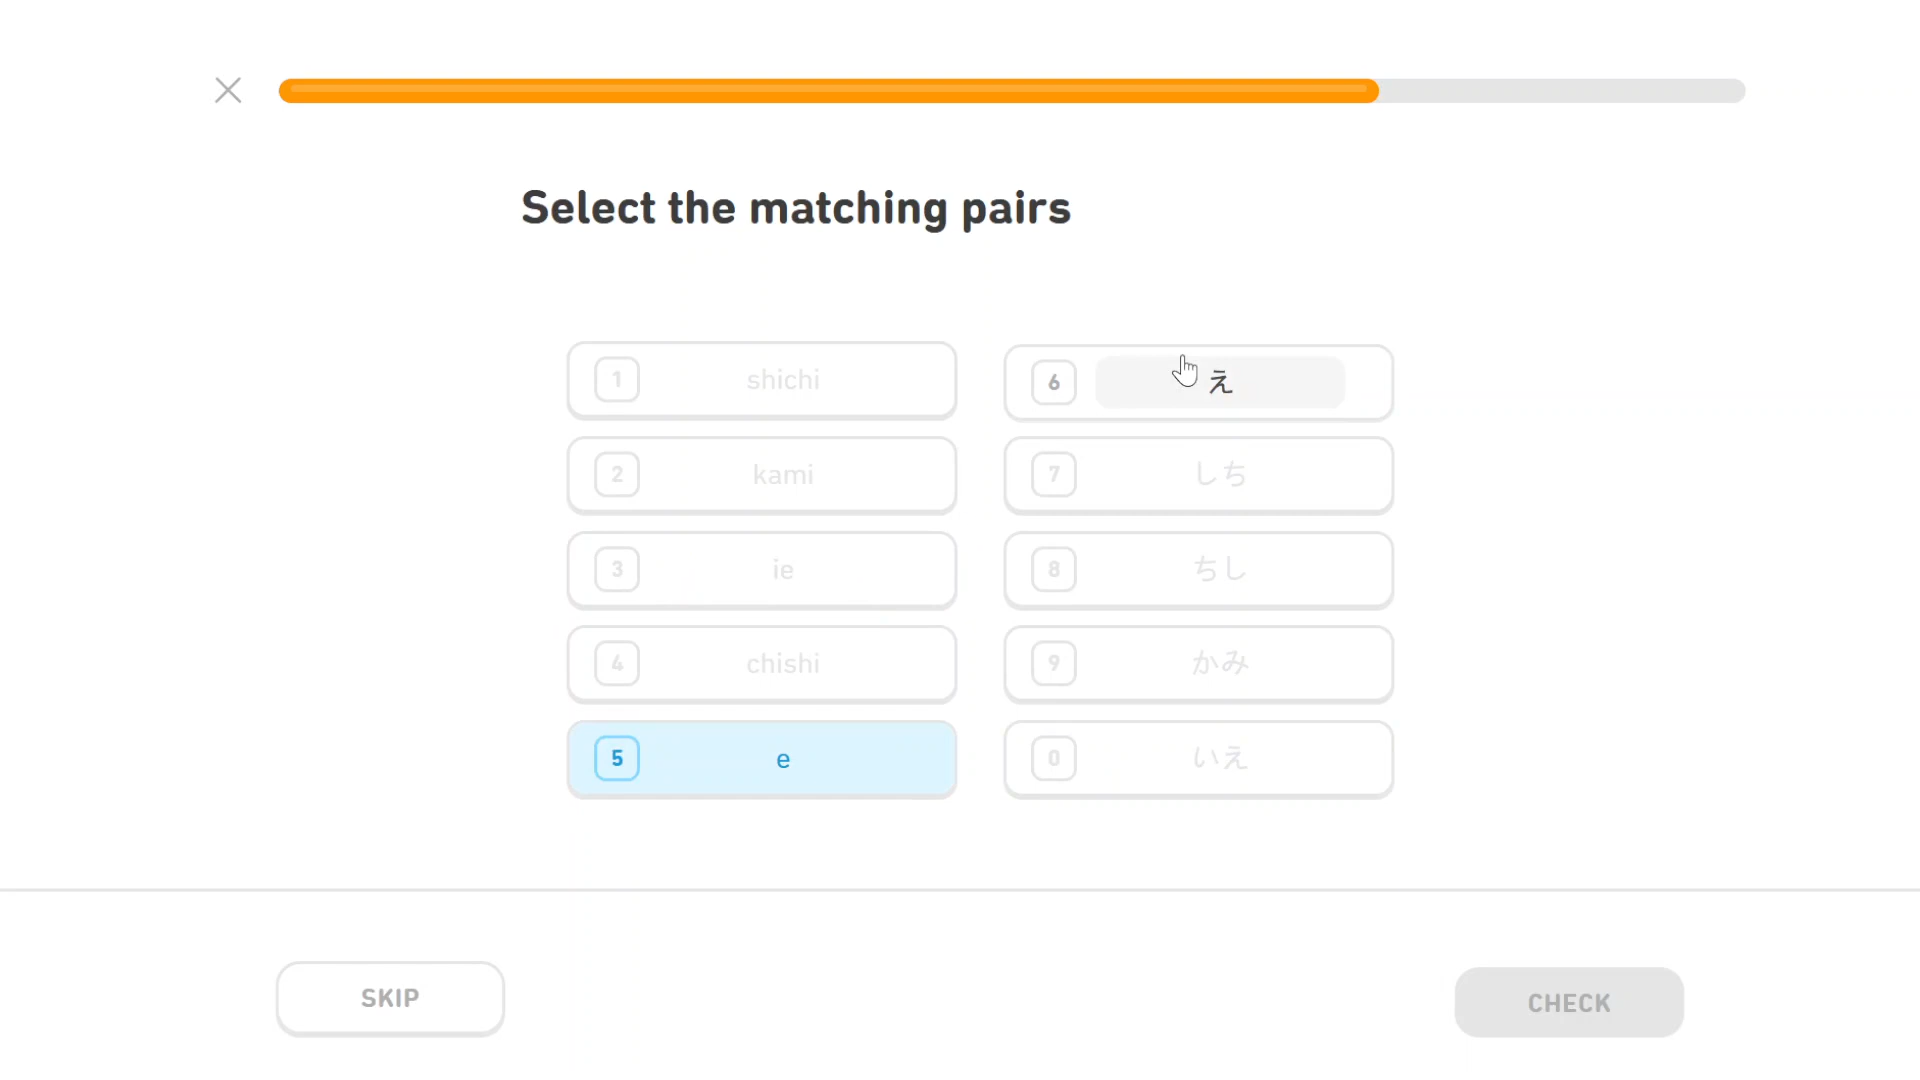 Select the matching pairs
1 shichi
6 え
2 kami
7 しち
3 ie
8 ちし
4 chishi
9 かみ
5 e
0 いえ
SKIP
CHECK